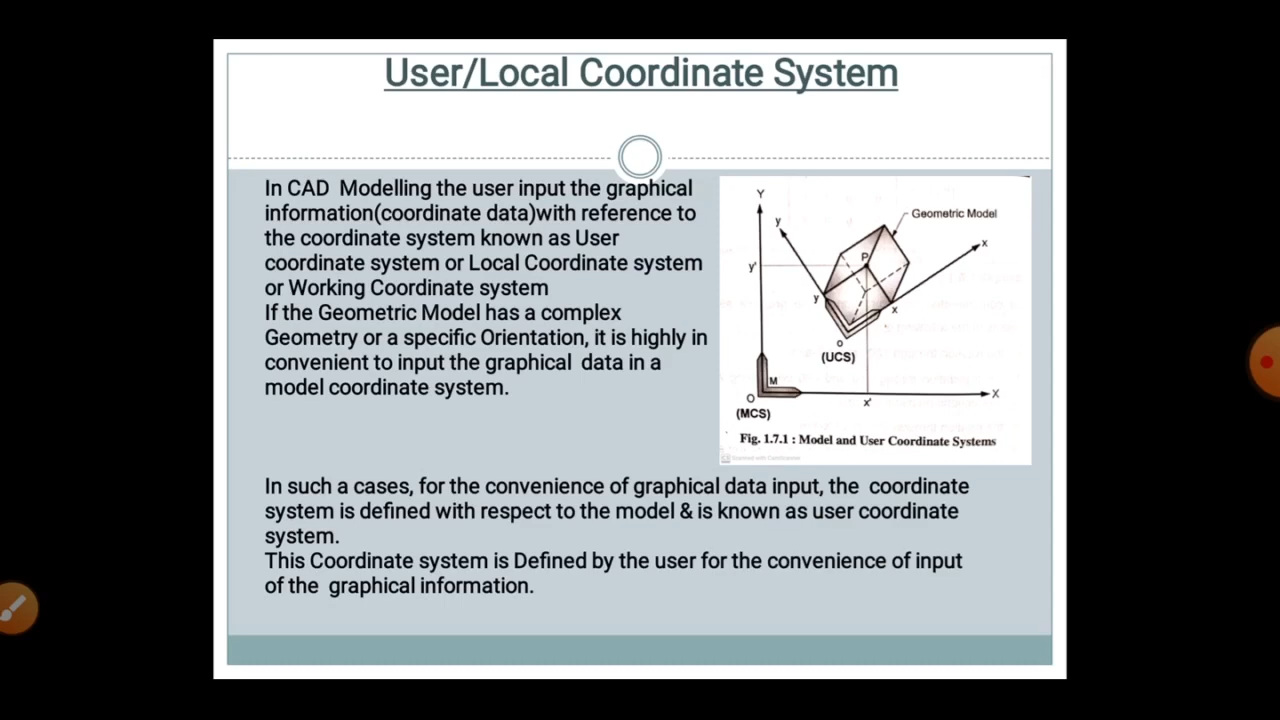 User/Local Coordinate System
In CAD Modelling the user input the graphical
information(coordinate data)with reference to
the coordinate system known as User
coordinate system or Local Coordinate system
or Working Coordinate system
If the Geometric Model has a complex
Geometry or a specific Orientation, it is highly in
convenient to input the graphical data in a
model coordinate system.
Y
y
Geometric Model
x
P
y'
y
x
O
(UCS)
M
O
X
x'
(MCS)
Fig. 1.7.1 : Model and User Coordinate Systems
CS Scanned with CamScanner
In such a cases, for the convenience of graphical data input, the coordinate
system is defined with respect to the model & is known as user coordinate
system.
This Coordinate system is Defined by the user for the convenience of input
of the graphical information.